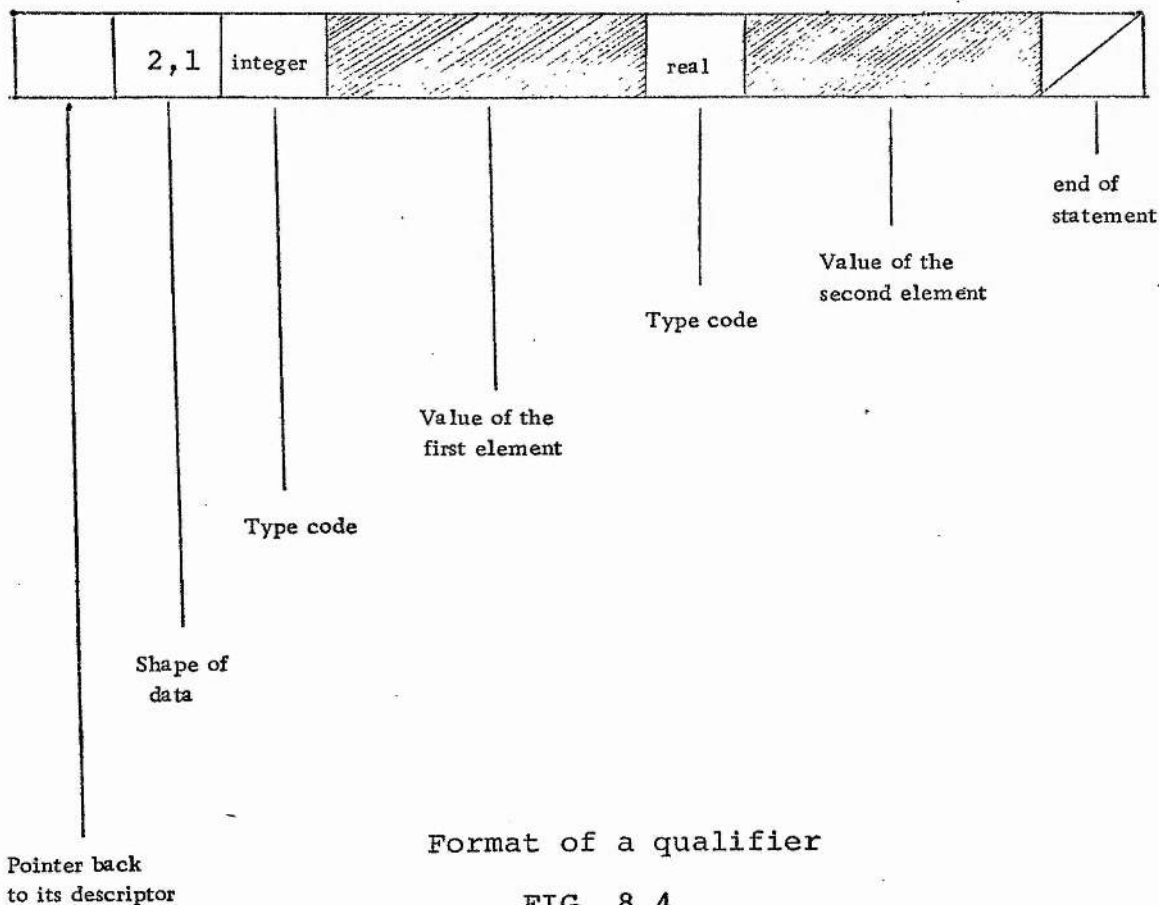 2,1 integer real
end of
statement
Value of the
second element
Type code
Value of the
first element
Type code
Shape of
data
Format of a qualifier
Pointer back
to its descriptor
FIG. 8.4